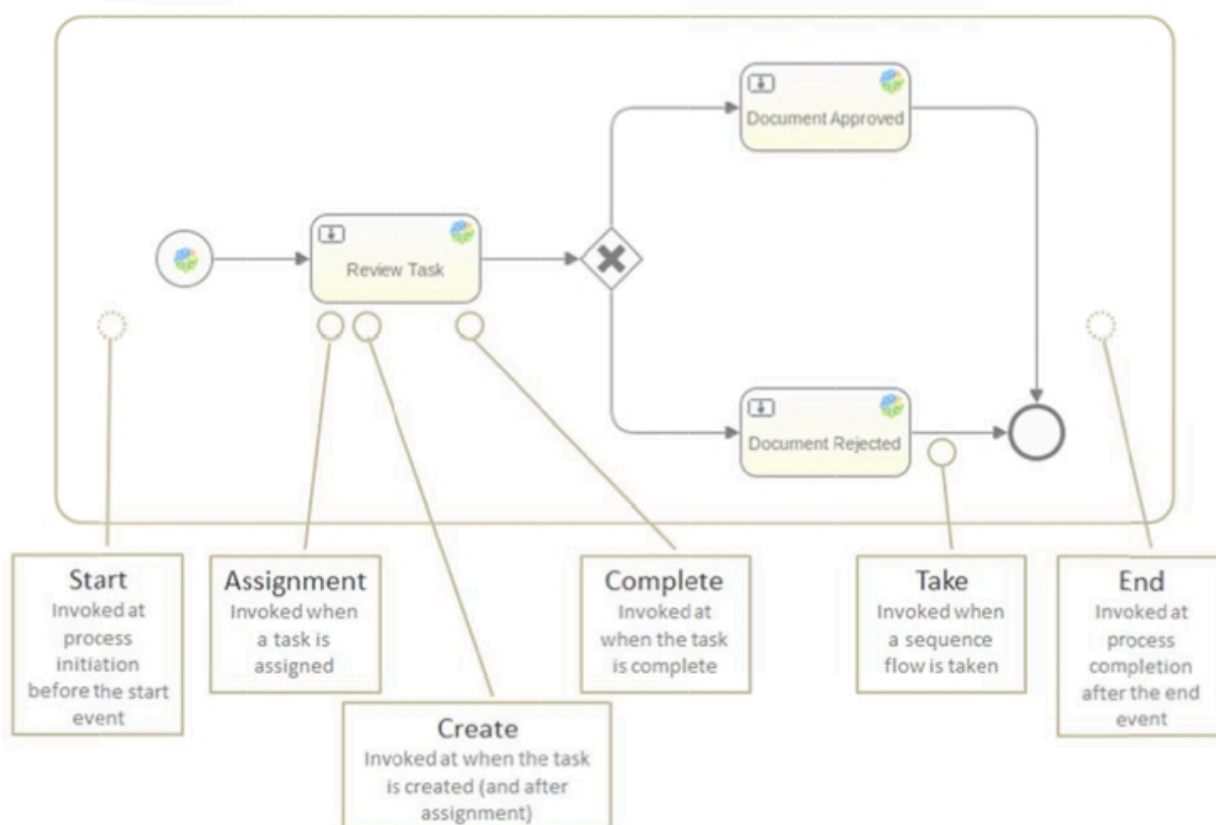 Document Approved
Review Task
Document Rejected
Start
Invoked at
process
initiation
before the start
event
Assignment
Invoked when
a task is
assigned
Create
Invoked at when the task
is created (and after
assignment)
Complete
Invoked at
when the task
is complete
Take
Invoked when
a sequence
flow is taken
End
Invoked at
process
completion
after the end
event